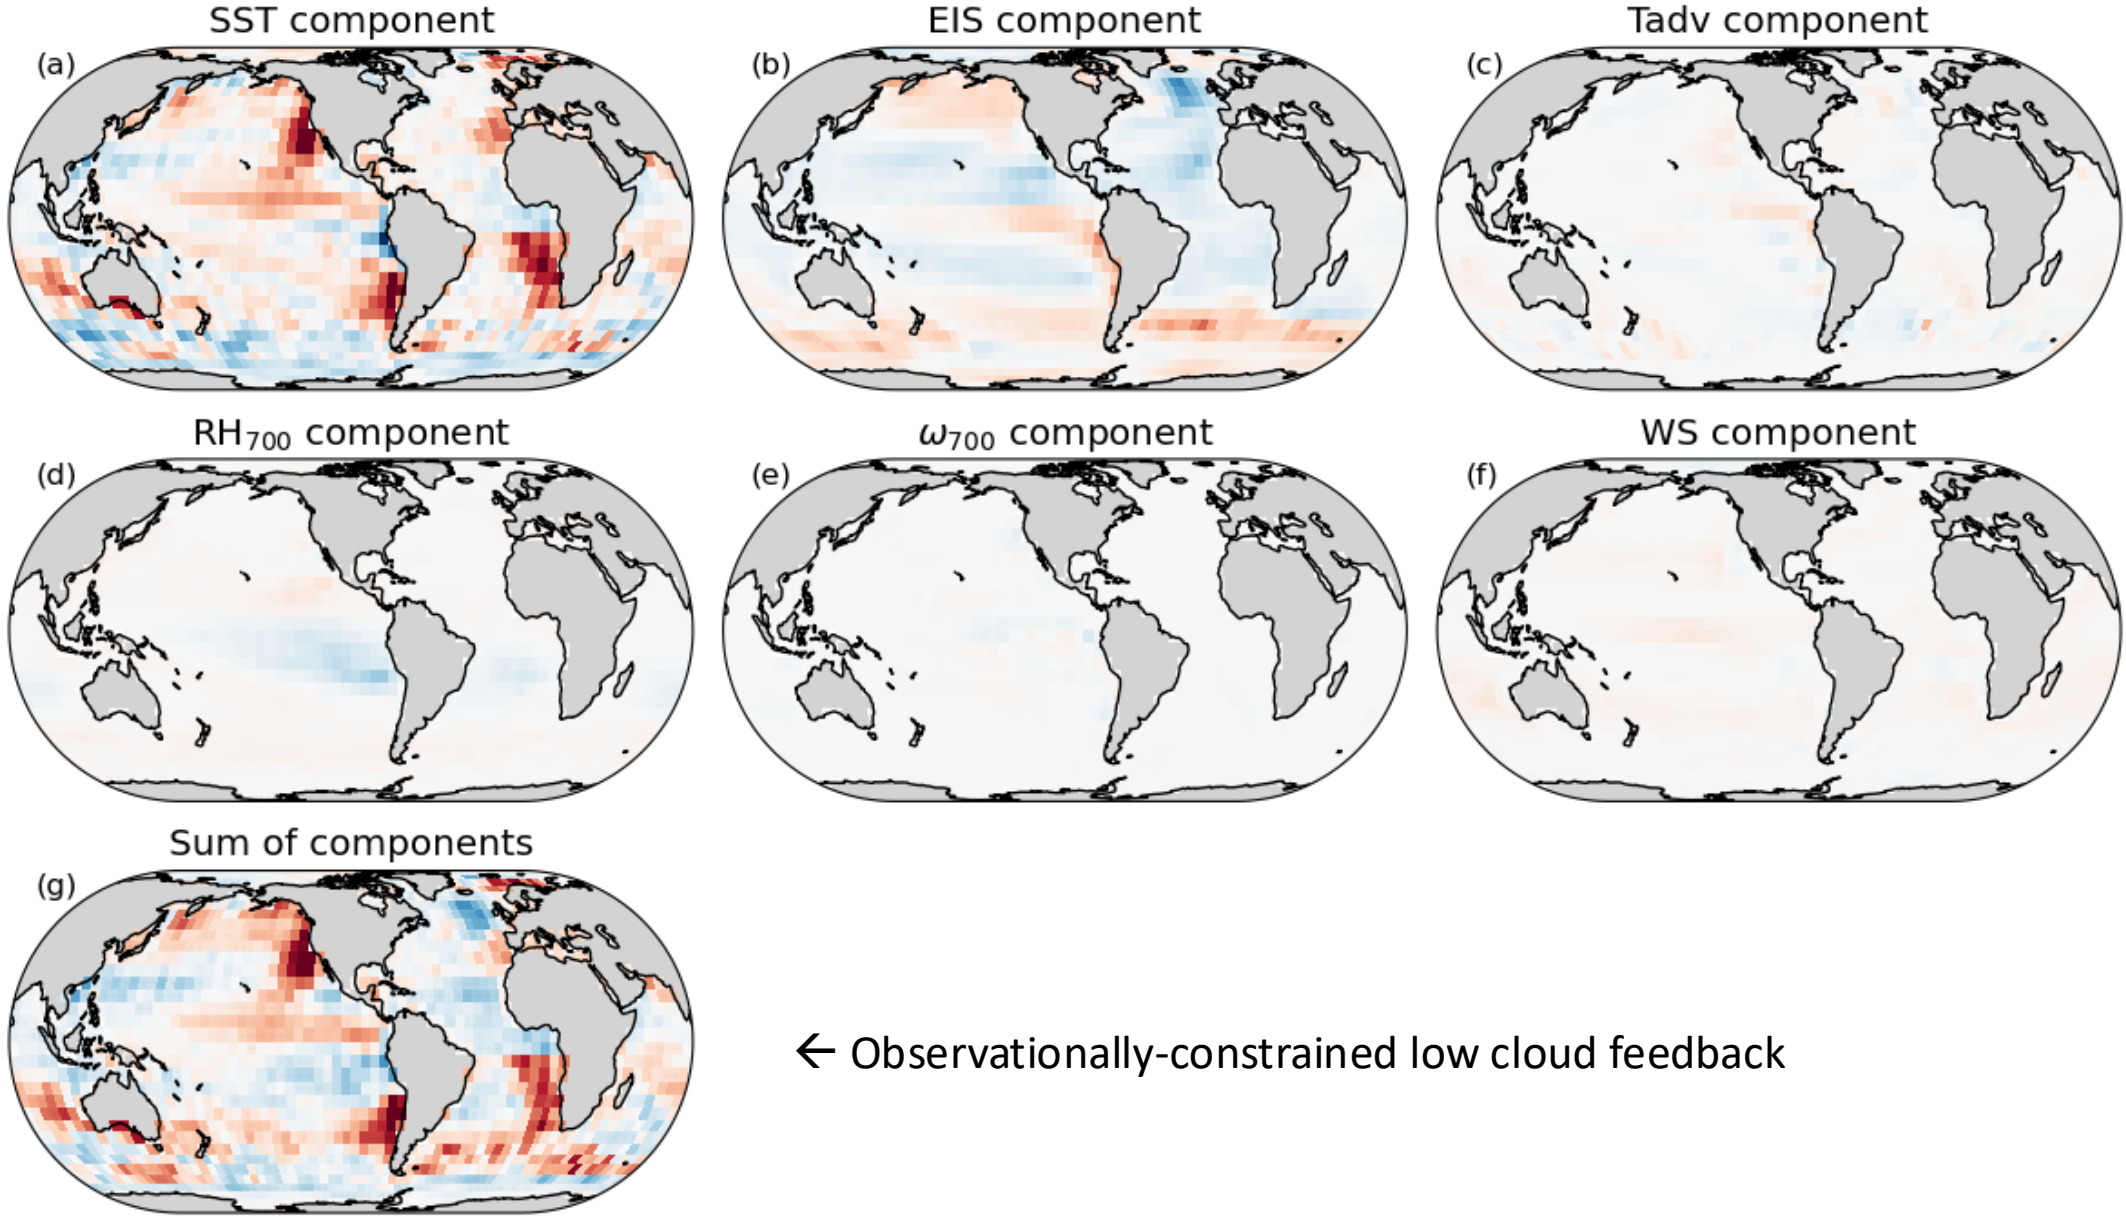 SST component
EIS component
Tadv component
(a)
(b)
(c)
RH₇₀₀ component
ω₇₀₀ component
WS component
(d)
(e)
(f)
Sum of components
(g)
← Observationally-constrained low cloud feedback